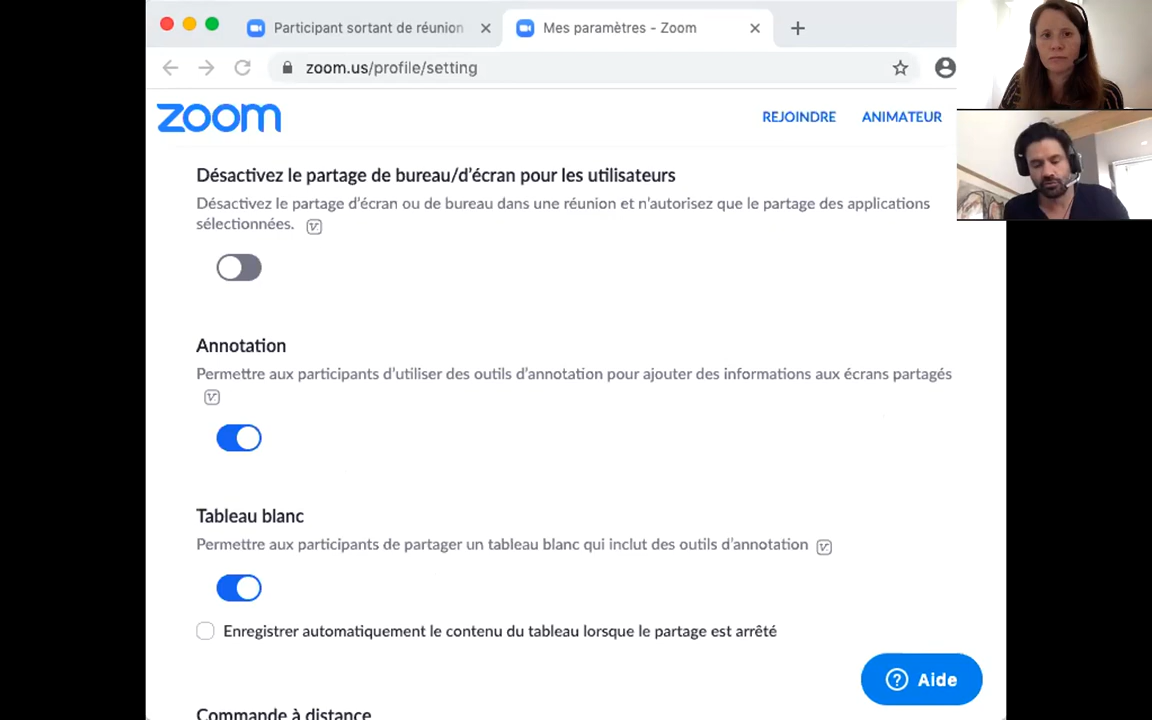 Participant sortant de réunion
Mes paramètres - Zoom
zoom.us/profile/setting
zoom
REJOINDRE
ANIMATEUR
Désactivez le partage de bureau/d’écran pour les utilisateurs
Désactivez le partage d’écran ou de bureau dans une réunion et n’autorisez que le partage des applications
sélectionnées.
Annotation
Permettre aux participants d’utiliser des outils d’annotation pour ajouter des informations aux écrans partagés
Tableau blanc
Permettre aux participants de partager un tableau blanc qui inclut des outils d’annotation
Enregistrer automatiquement le contenu du tableau lorsque le partage est arrêté
Aide
Commande à distance